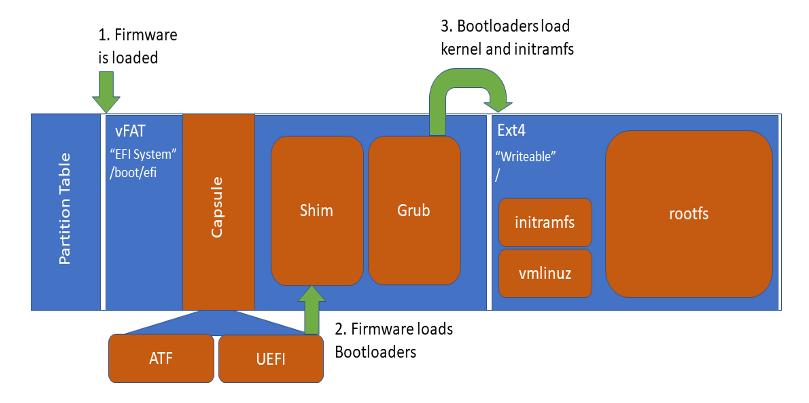 1. Firmware
is loaded
3. Bootloaders load
kernel and initramfs
Partition Table
vFAT
“EFI System”
/boot/efi
Capsule
Shim
Grub
Ext4
“Writeable”
/
initramfs
vmlinuz
rootfs
2. Firmware loads
Bootloaders
ATF
UEFI